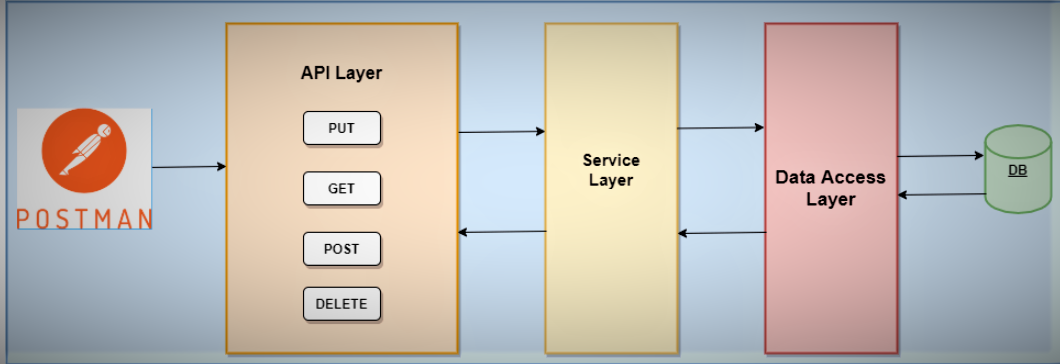 POSTMAN
API Layer
PUT
GET
POST
DELETE
Service
Layer
Data Access
Layer
DB